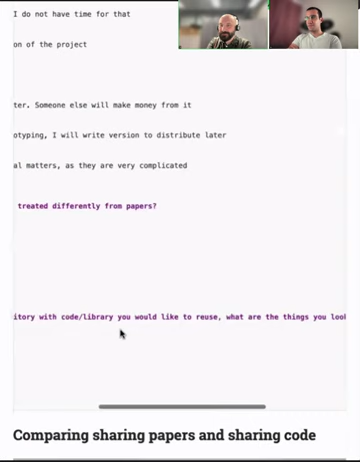 I do not have time for that
on of the project
ter. Someone else will make money from it
otyping, I will write version to distribute later
al matters, as they are very complicated
treated differently from papers?
itory with code/library you would like to reuse, what are the things you look
Comparing sharing papers and sharing code